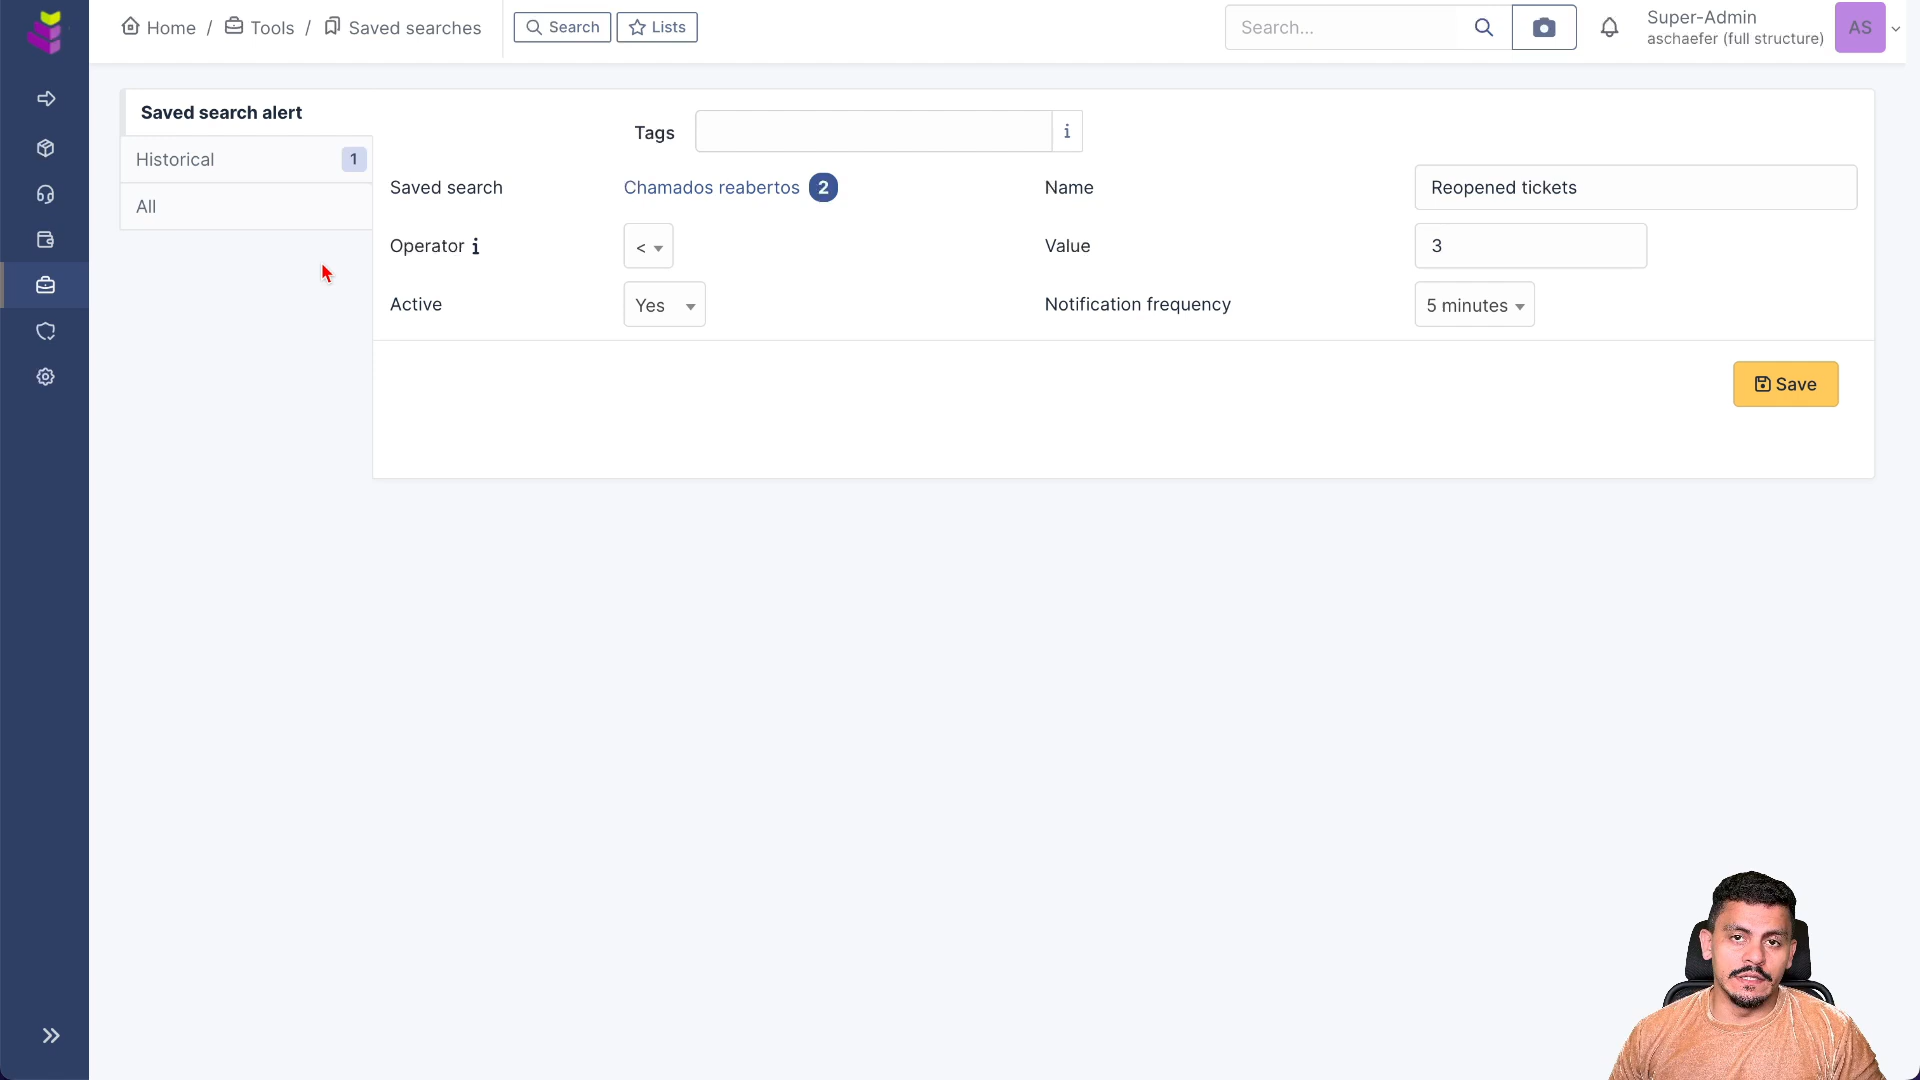 Home / Tools / Saved searches
Search
Lists
Search...
Super-Admin
aschaefer (full structure)
AS
Saved search alert
Historical 1
All
Tags
i
Saved search
Chamados reabertos 2
Name
Reopened tickets
Operator i
<
Value
3
Active
Yes
Notification frequency
5 minutes
Save